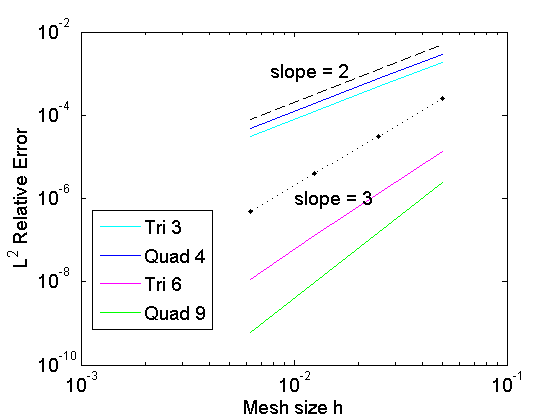 10^-2
slope = 2
10^-4
L^2 Relative Error
10^-6
slope = 3
Tri 3
Quad 4
10^-8
Tri 6
Quad 9
10^-10
10^-3
10^-2
10^-1
Mesh size h